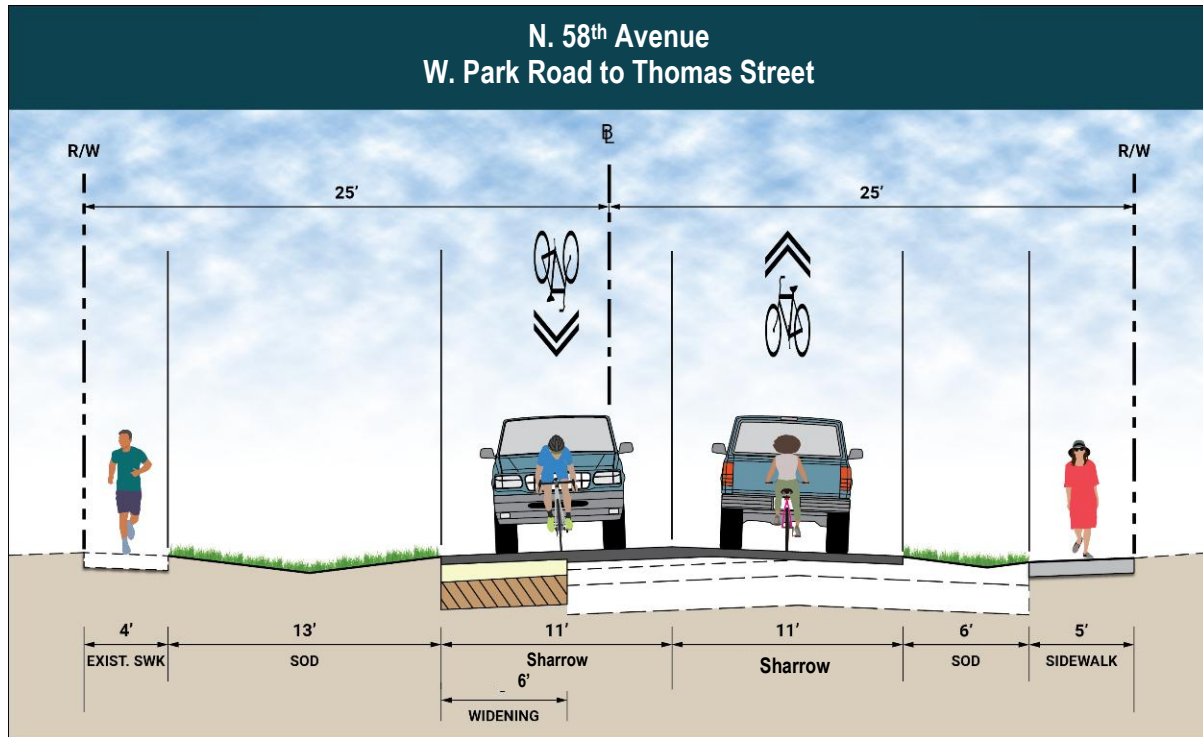 N. 58th Avenue
W. Park Road to Thomas Street
BL
R/W
R/W
25'
25'
4'
13'
11'
11'
6'
5'
EXIST. SWK
SOD
Sharrow
Sharrow
SOD
SIDEWALK
6'
WIDENING